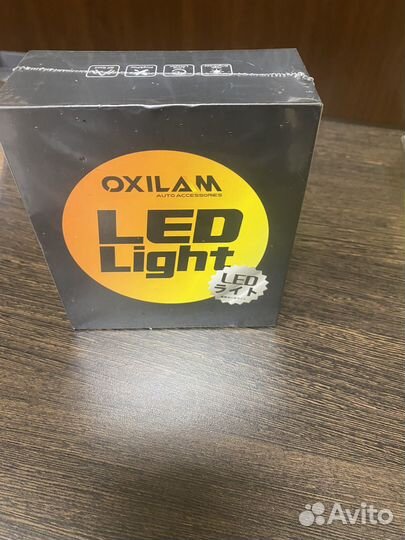 OXILAM
AUTO ACCESSORIES
LED
Light
LED
ライト
Avito